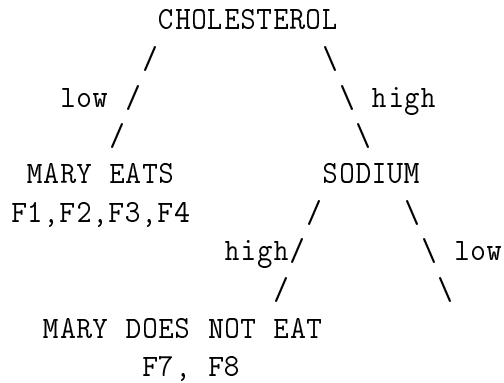 CHOLESTEROL
low high
MARY EATS SODIUM
F1,F2,F3,F4
high low
MARY DOES NOT EAT
F7, F8